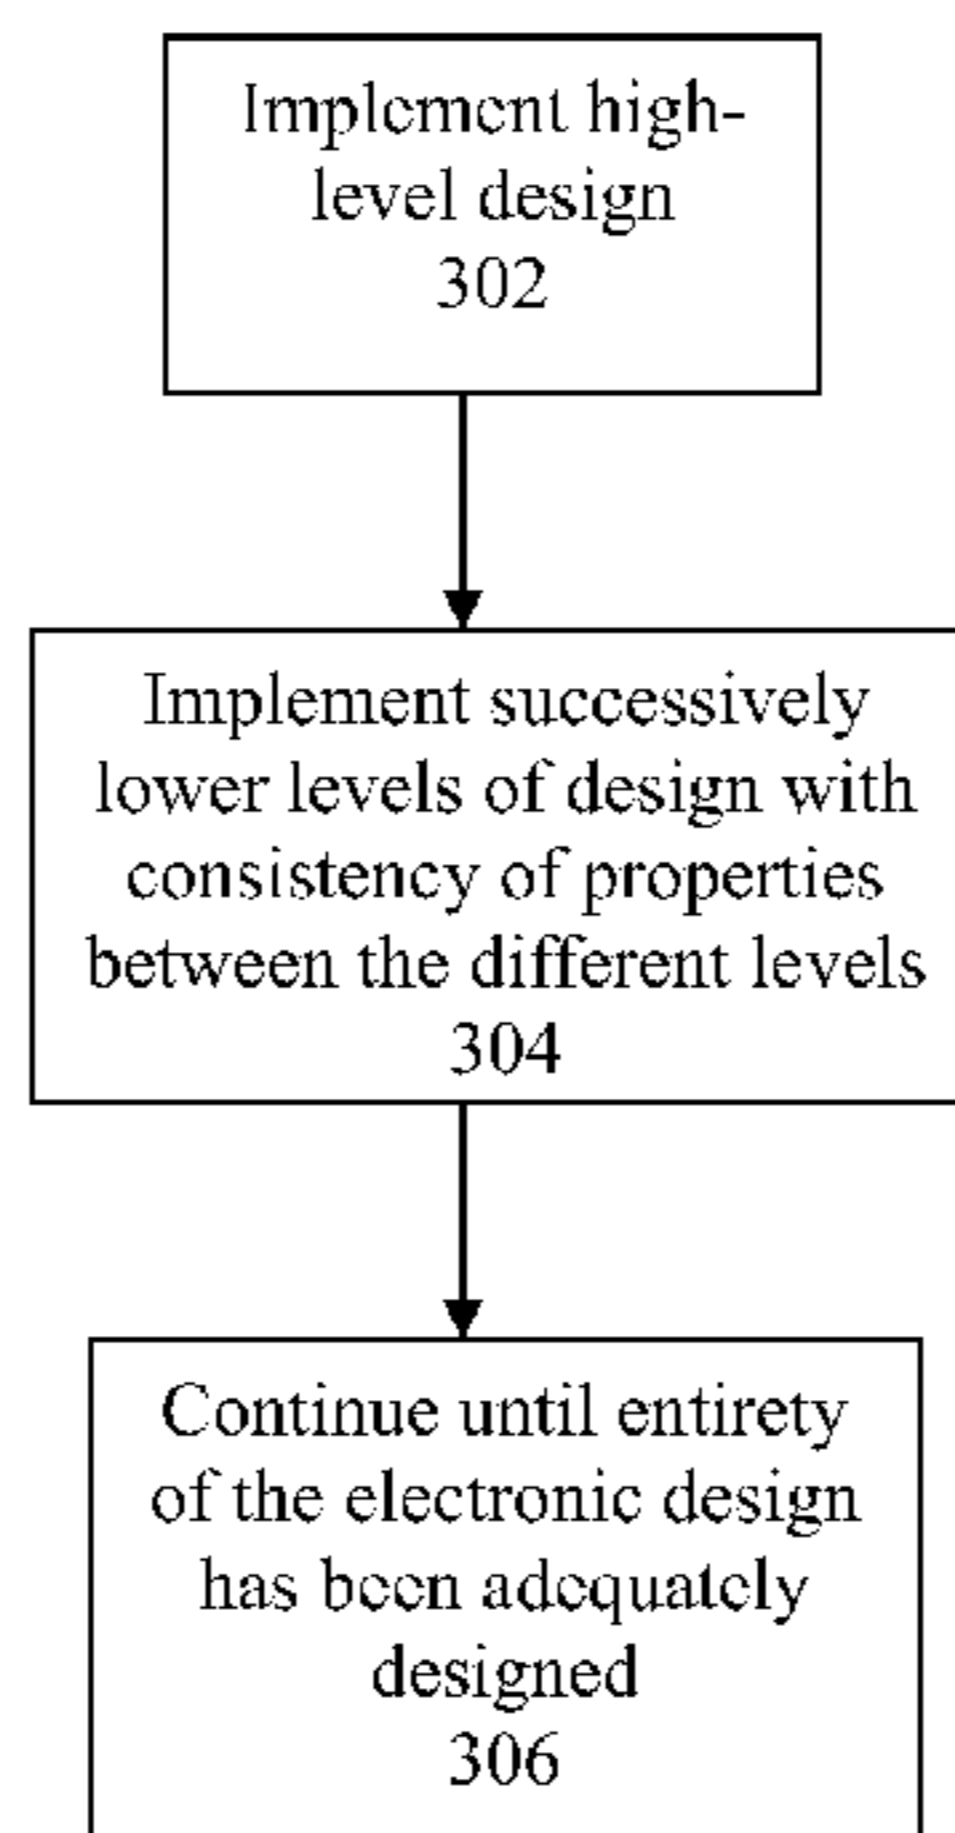 Implement high-
level design
302
Implement successively
lower levels of design with
consistency of properties
between the different levels
304
Continue until entirety
of the electronic design
has been adequately
designed
306